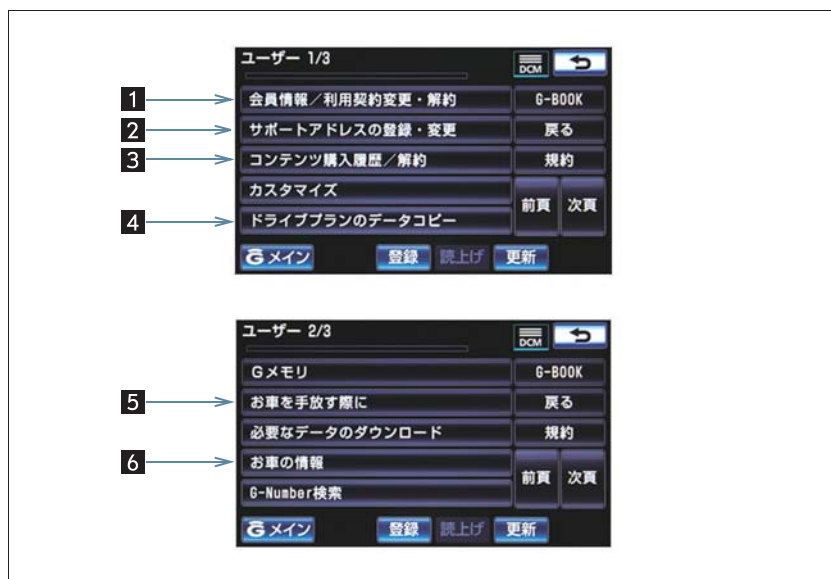 ユーザー 1/3
DCM
1 会員情報／利用契約変更・解約 G-BOOK
2 サポートアドレスの登録・変更 戻る
3 コンテンツ購入履歴／解約 規約
カスタマイズ 前頁 次頁
4 ドライブプランのデータコピー
G メイン 登録 読上げ 更新
ユーザー 2/3
DCM
Gメモリ G-BOOK
5 お車を手放す際に 戻る
必要なデータのダウンロード 規約
6 お車の情報 前頁 次頁
G-Number検索
G メイン 登録 読上げ 更新